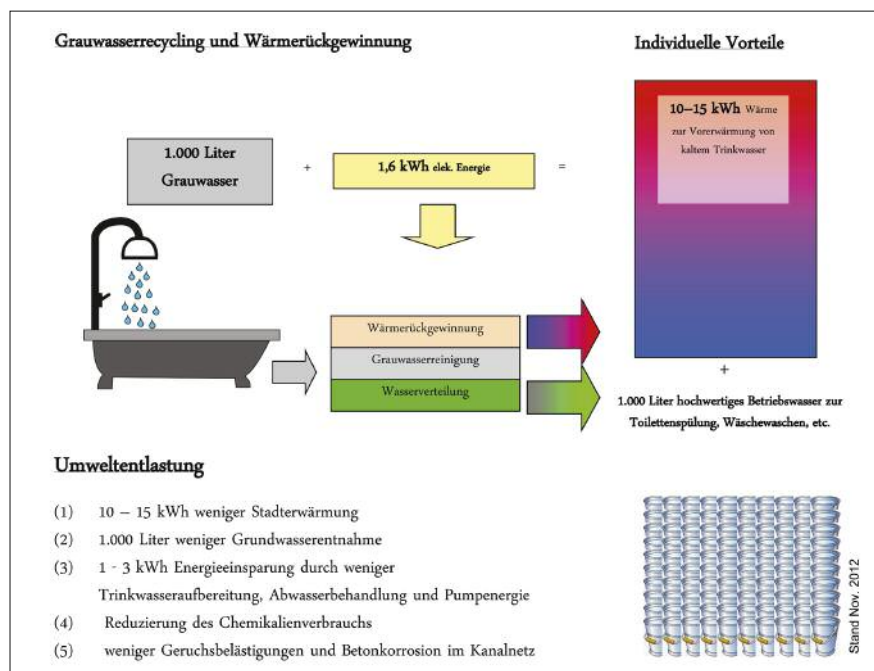 Grauwasserrecycling und Wärmerückgewinnung
Individuelle Vorteile
10–15 kWh Wärme
zur Vorerwärmung von
kaltem Trinkwasser
1.000 Liter
Grauwasser
+
1,6 kWh elek. Energie
=
Wärmerückgewinnung
Grauwasserreinigung
Wasserverteilung
+
1.000 Liter hochwertiges Betriebswasser zur
Toilettenspülung, Wäschewaschen, etc.
Umweltentlastung
(1) 10 – 15 kWh weniger Stadterwärmung
(2) 1.000 Liter weniger Grundwasserentnahme
(3) 1 - 3 kWh Energieeinsparung durch weniger
Trinkwasseraufbereitung, Abwasserbehandlung und Pumpenergie
(4) Reduzierung des Chemikalienverbrauchs
(5) weniger Geruchsbelästigungen und Betonkorrosion im Kanalnetz
Stand Nov. 2012